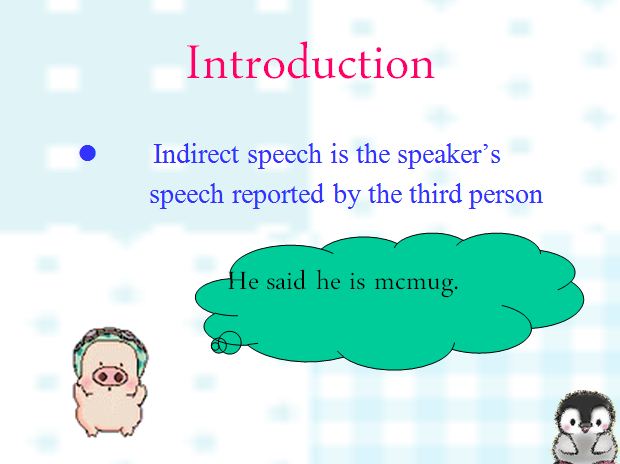 Introduction
Indirect speech is the speaker’s
speech reported by the third person
He said he is mcmug.